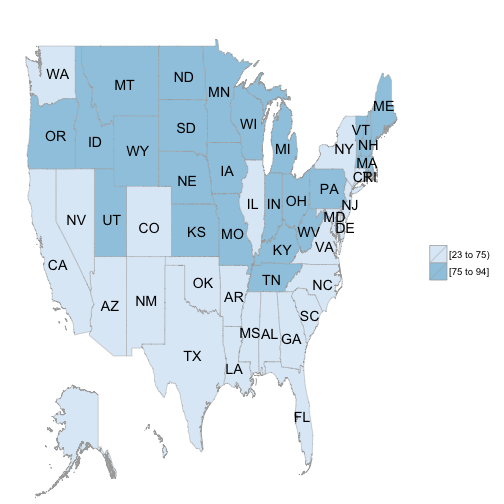 WA
MT
ND
MN
ME
OR
ID
SD
WI
VT
NH
WY
MI
NY
MA
CT
RI
IA
NE
PA
NJ
NV
UT
CO
KS
MO
IL
IN
OH
MD
DE
WV
VA
KY
CA
TN
NC
AZ
NM
OK
AR
SC
MS
AL
GA
TX
LA
FL
[23 to 75)
[75 to 94]